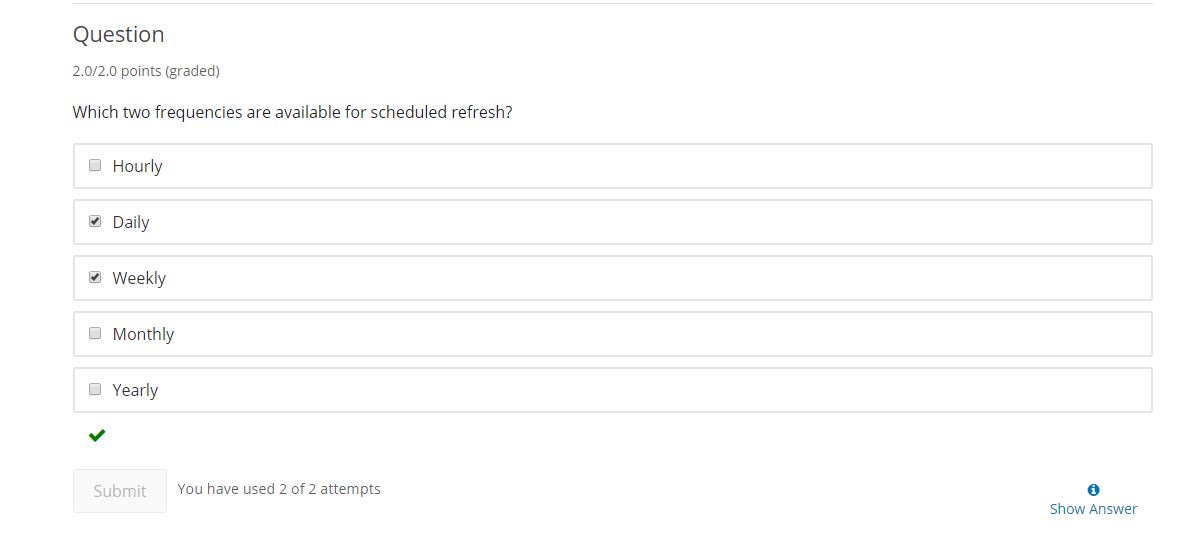 Question
2.0/2.0 points (graded)
Which two frequencies are available for scheduled refresh?
Hourly
Daily
Weekly
Monthly
Yearly
Submit You have used 2 of 2 attempts
Show Answer